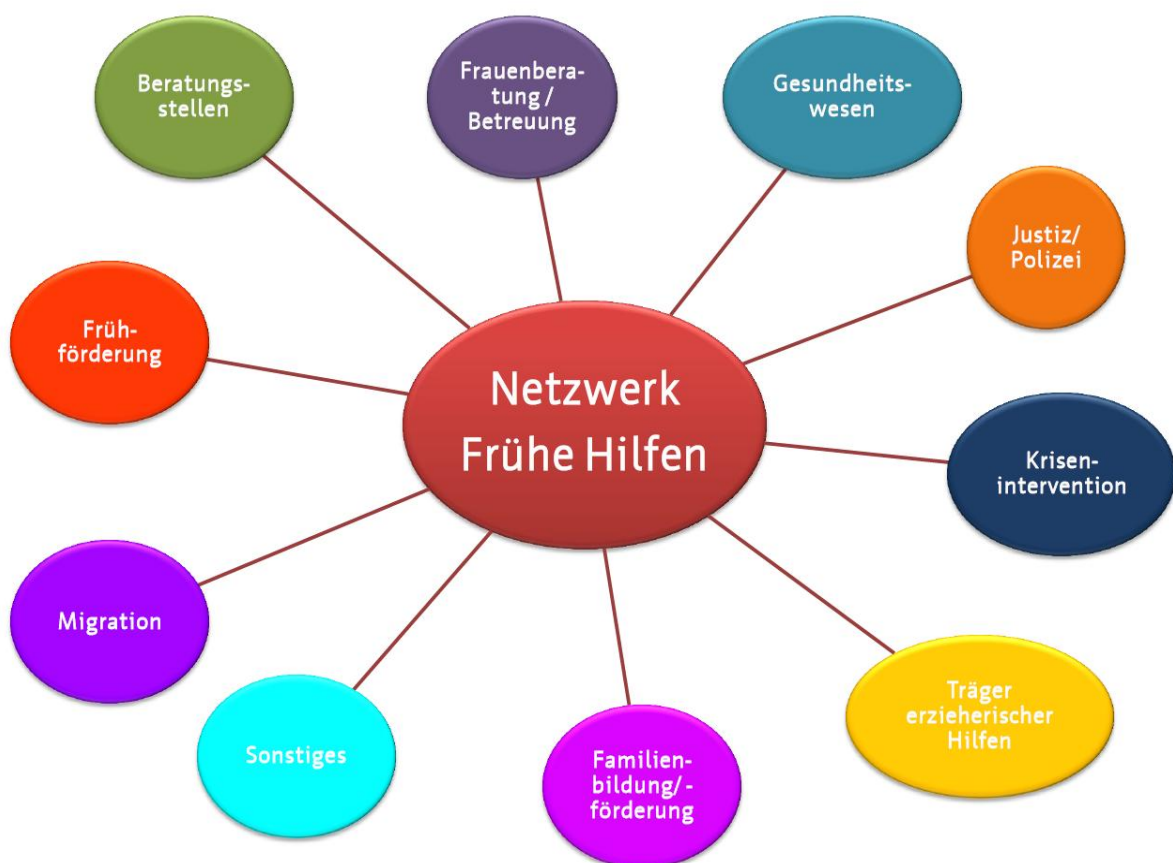 Beratungs-
stellen
Frauenbera-
tung /
Betreuung
Gesundheits-
wesen
Justiz/
Polizei
Früh-
förderung
Netzwerk
Frühe Hilfen
Krisen-
intervention
Migration
Sonstiges
Familien-
bildung/ -
förderung
Träger
erzieherischer
Hilfen